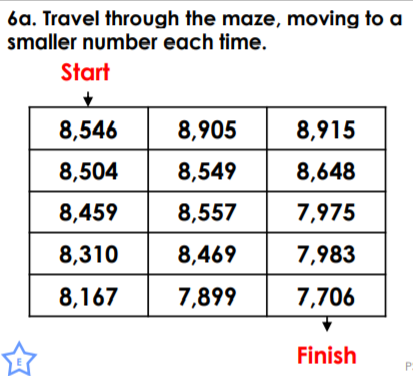 6a. Travel through the maze, moving to a
smaller number each time.
Start
8,546 8,905 8,915
8,504 8,549 8,648
8,459 8,557 7,975
8,310 8,469 7,983
8,167 7,899 7,706
Finish
E